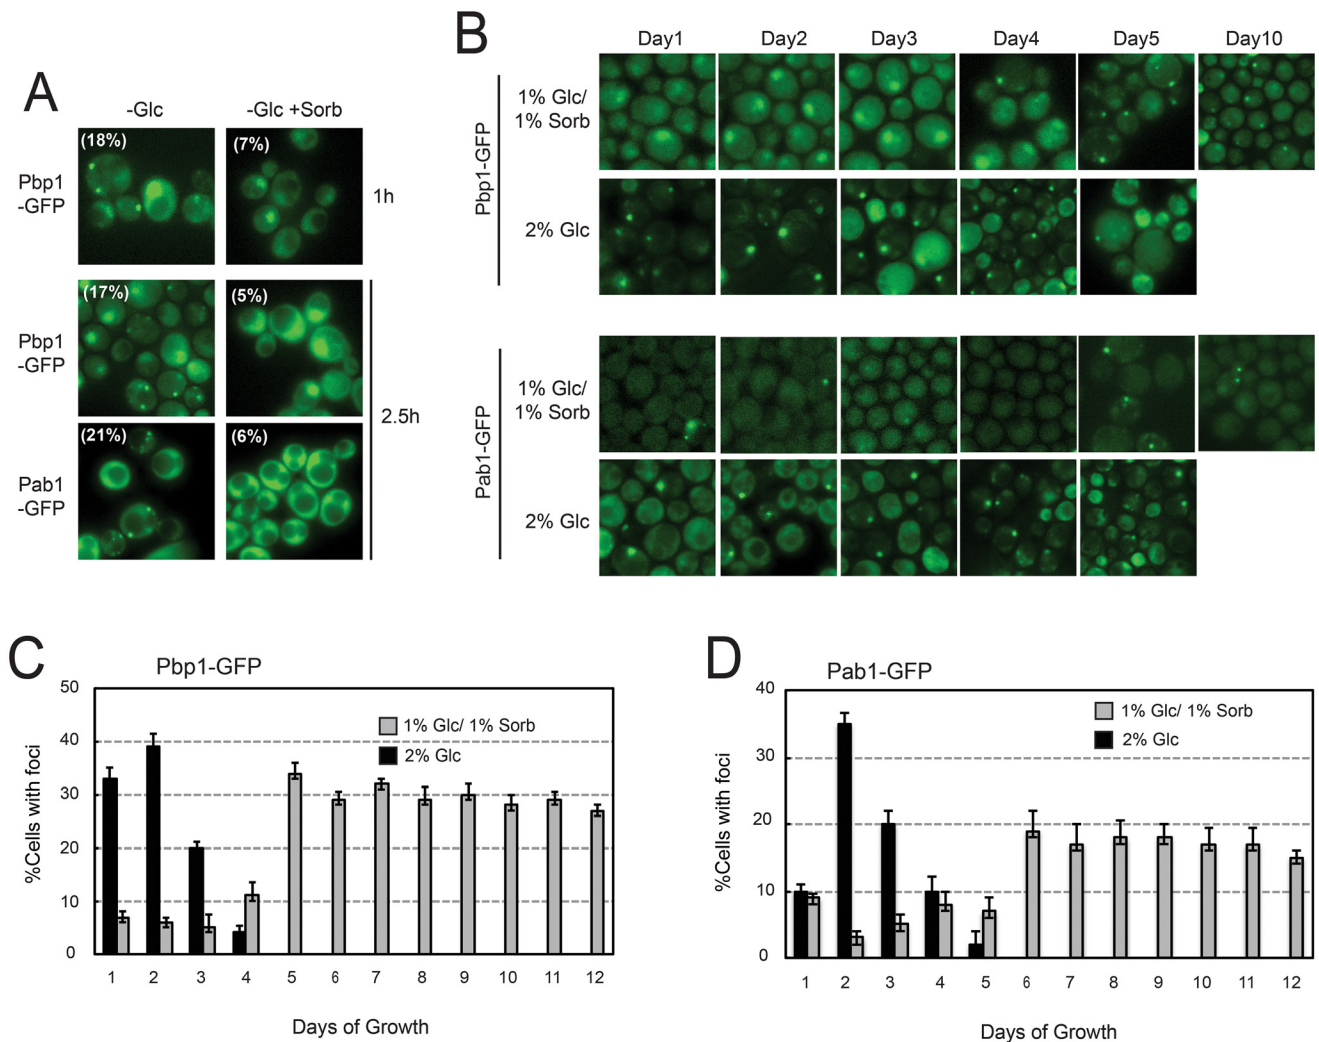 A
-Glc
-Glc +Sorb
Pbp1
-GFP
(18%)
(7%)
1h
Pbp1
-GFP
(17%)
(5%)
2.5h
Pab1
-GFP
(21%)
(6%)
B
Day1
Day2
Day3
Day4
Day5
Day10
Pbp1-GFP
1% Glc/
1% Sorb
2% Glc
Pab1-GFP
1% Glc/
1% Sorb
2% Glc
C
Pbp1-GFP
%Cells with foci
50
40
30
20
10
0
1% Glc/ 1% Sorb
2% Glc
1 2 3 4 5 6 7 8 9 10 11 12
Days of Growth
D
Pab1-GFP
%Cells with foci
40
30
20
10
0
1% Glc/ 1% Sorb
2% Glc
1 2 3 4 5 6 7 8 9 10 11 12
Days of Growth